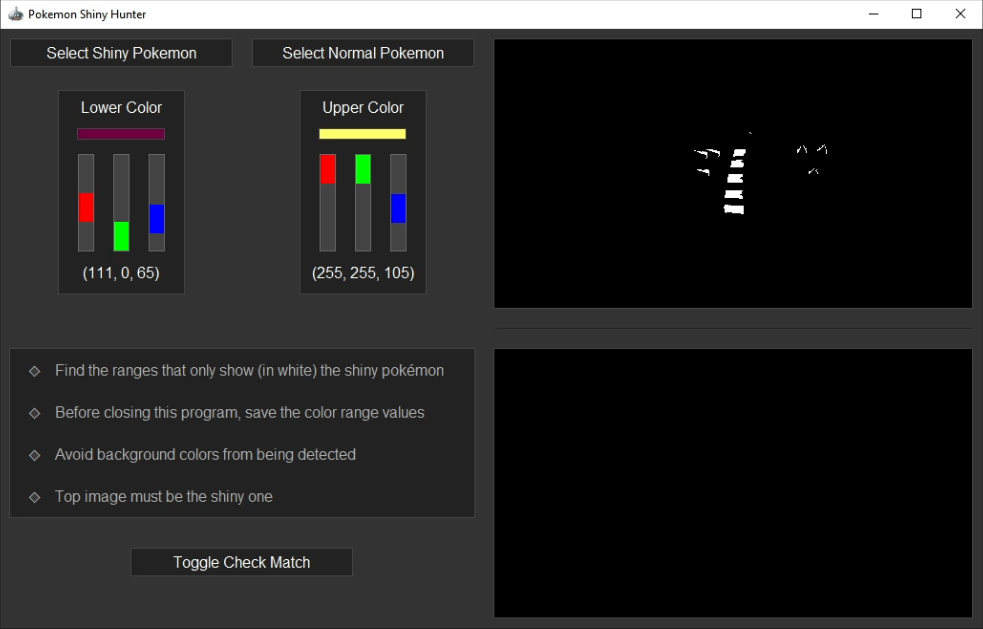 Pokemon Shiny Hunter
Select Shiny Pokemon
Select Normal Pokemon
Lower Color
Upper Color
(111, 0, 65)
(255, 255, 105)
Find the ranges that only show (in white) the shiny pokémon
Before closing this program, save the color range values
Avoid background colors from being detected
Top image must be the shiny one
Toggle Check Match